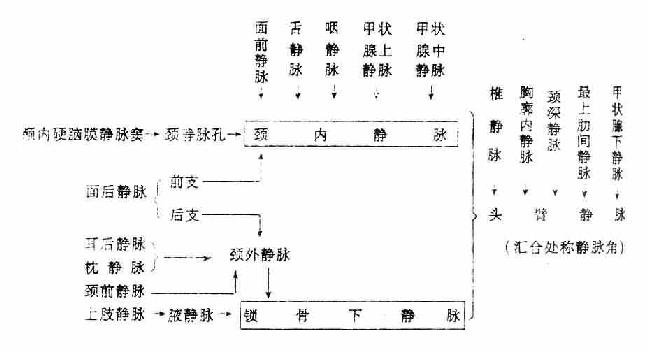 面前静脉
舌静脉
咽静脉
甲状腺上静脉
甲状腺中静脉
椎静脉
胸廓内静脉
颈深静脉
最上肋间静脉
甲状腺下静脉
颅内硬脑膜静脉窦 颈静脉孔 颈内静脉
面后静脉
前支
后支
头臂静脉
(汇合处称静脉角)
耳后静脉
枕静脉
颈外静脉
颈前静脉
上肢静脉 腋静脉 锁骨下静脉